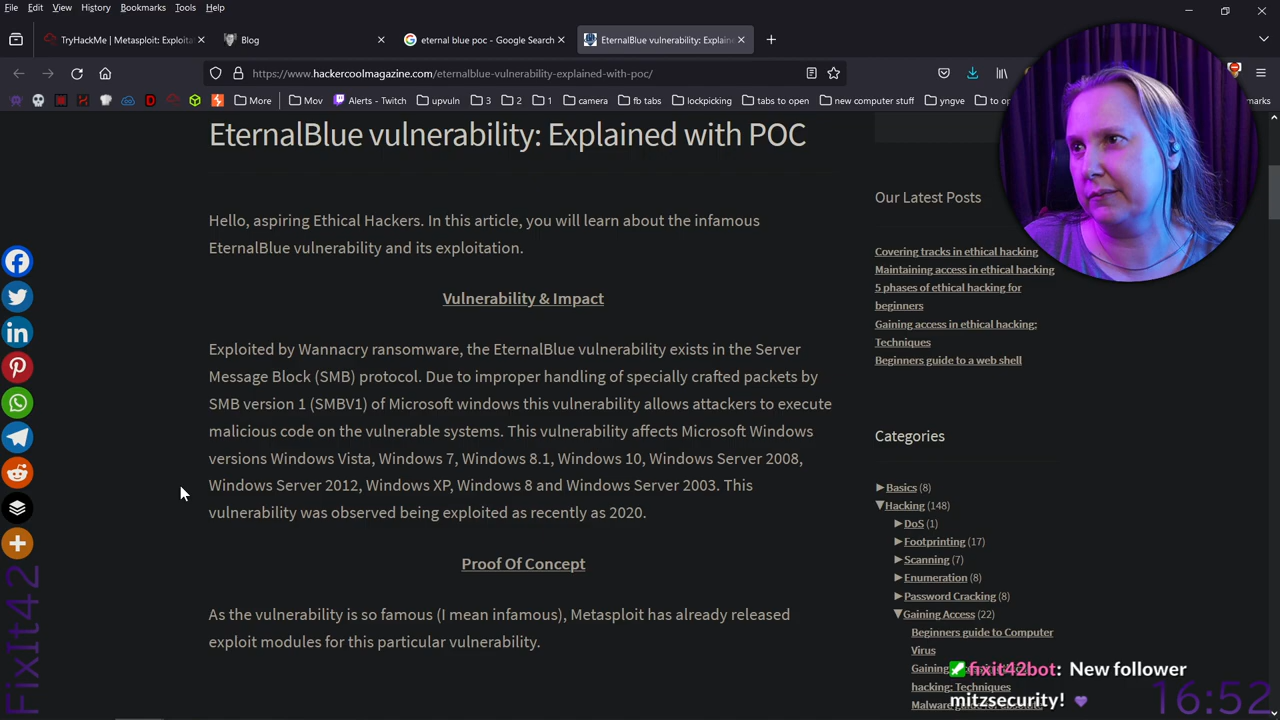 File Edit View History Bookmarks Tools Help
TryHackMe | Metasploit: Exploita
Blog
eternal blue poc - Google Search
EternalBlue vulnerability: Explain
https://www.hackercoolmagazine.com/eternalblue-vulnerability-explained-with-poc/
More Mov Alerts - Twitch upvuln 3 2 1 camera fb tabs lockpicking tabs to open new computer stuff yngve
EternalBlue vulnerability: Explained with POC
Hello, aspiring Ethical Hackers. In this article, you will learn about the infamous
EternalBlue vulnerability and its exploitation.
Vulnerability & Impact
Exploited by Wannacry ransomware, the EternalBlue vulnerability exists in the Server
Message Block (SMB) protocol. Due to improper handling of specially crafted packets by
SMB version 1 (SMBV1) of Microsoft windows this vulnerability allows attackers to execute
malicious code on the vulnerable systems. This vulnerability affects Microsoft Windows
versions Windows Vista, Windows 7, Windows 8.1, Windows 10, Windows Server 2008,
Windows Server 2012, Windows XP, Windows 8 and Windows Server 2003. This
vulnerability was observed being exploited as recently as 2020.
Proof Of Concept
As the vulnerability is so famous (I mean infamous), Metasploit has already released
exploit modules for this particular vulnerability.
Our Latest Posts
Covering tracks in ethical hacking
Maintaining access in ethical hacking
5 phases of ethical hacking for
beginners
Gaining access in ethical hacking:
Techniques
Beginners guide to a web shell
Categories
Basics (8)
Hacking (148)
DoS (1)
Footprinting (17)
Scanning (7)
Enumeration (8)
Password Cracking (8)
Gaining Access (22)
Beginners guide to Computer
Virus
hacking: Techniques
fixit42bot: New follower
mitzsecurity!
FixIt42
16:52